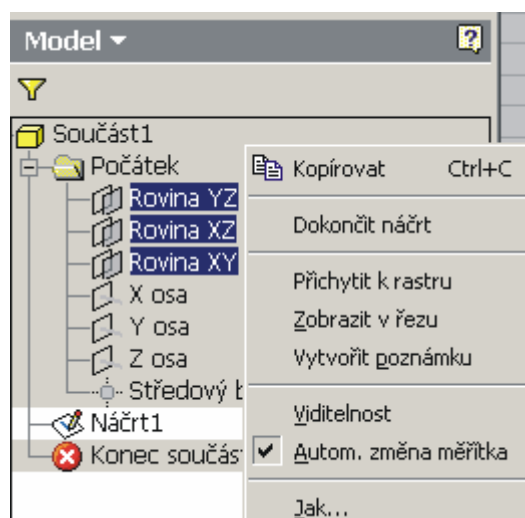 Model
Součást1
Počátek
Rovina YZ
Rovina XZ
Rovina XY
X osa
Y osa
Z osa
Středový
Náčrt1
Konec
Kopírovat Ctrl+C
Dokončit náčrt
Přichytit k rastru
Zobrazit v řezu
Vytvořit poznámku
Viditelnost
Autom. změna měřítka
Jak...